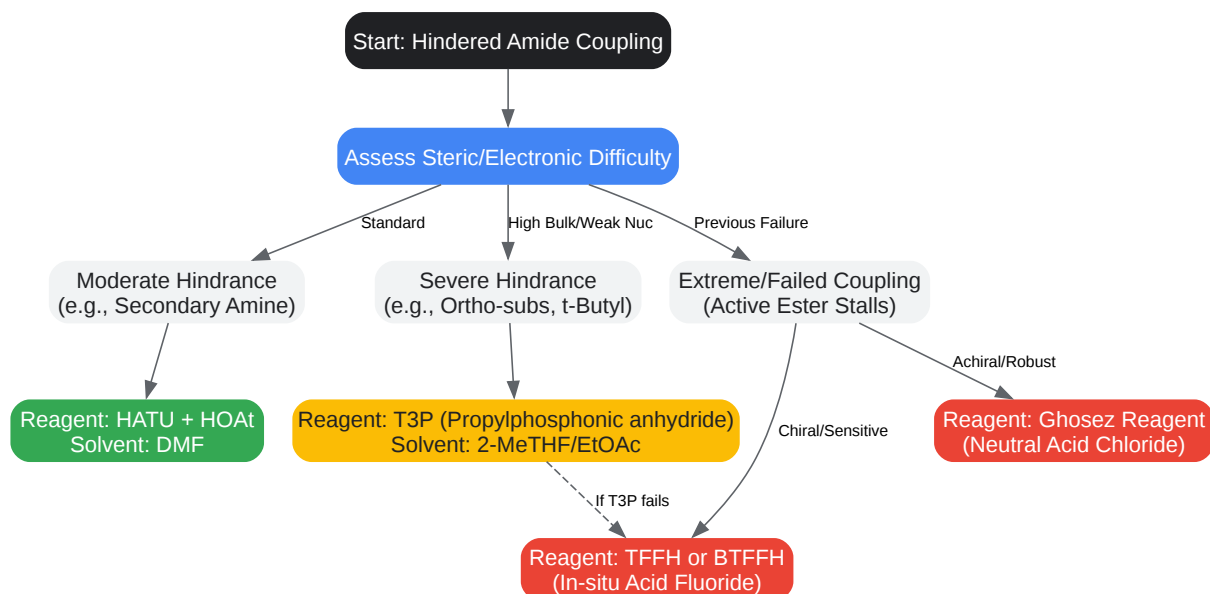 Start: Hindered Amide Coupling
Assess Steric/Electronic Difficulty
Standard
High Bulk/Weak Nuc
Previous Failure
Moderate Hindrance
(e.g., Secondary Amine)
Severe Hindrance
(e.g., Ortho-subs, t-Butyl)
Extreme/Failed Coupling
(Active Ester Stalls)
Achiral/Robust
Reagent: HATU + HOAt
Solvent: DMF
Reagent: T3P (Propylphosphonic anhydride)
Solvent: 2-MeTHF/EtOAc
Chiral/Sensitive
Reagent: Ghosez Reagent
(Neutral Acid Chloride)
If T3P fails
Reagent: TFFH or BTFFH
(In-situ Acid Fluoride)